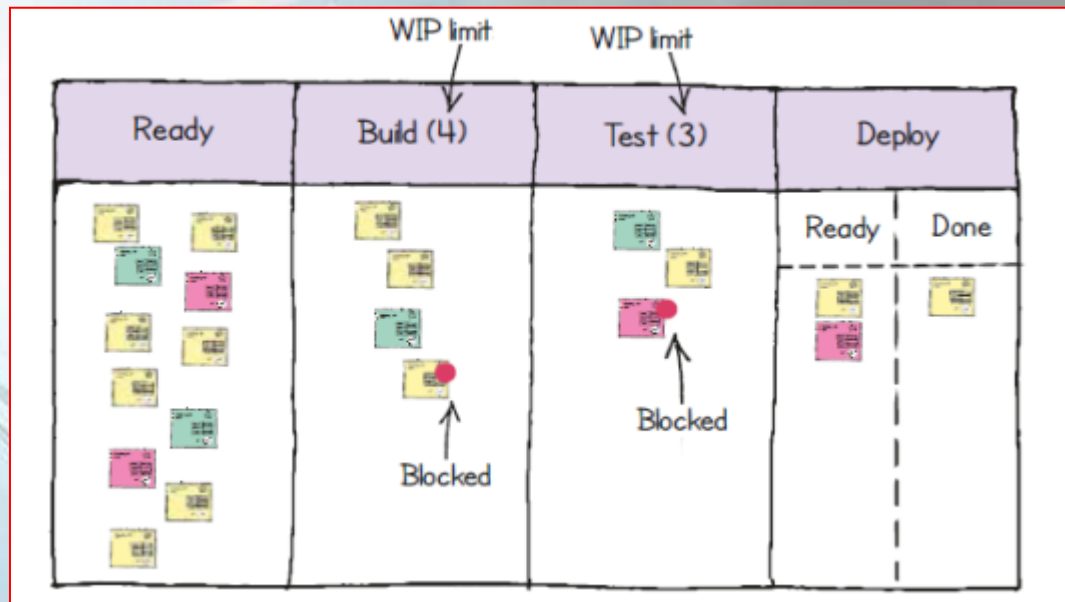 WIP limit
WIP limit
Ready
Build (4)
Test (3)
Deploy
Ready
Done
Blocked
Blocked